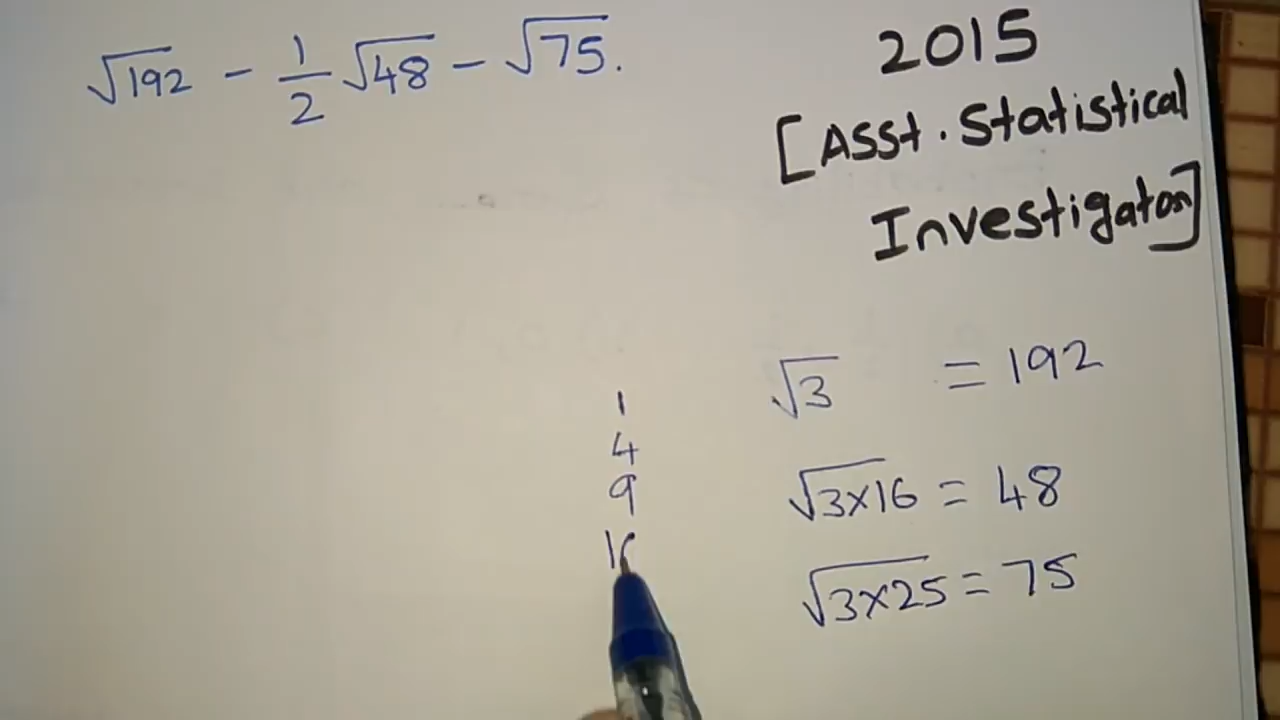 √192 - 1/2 √48 - √75.
2015
[Asst. Statistical
Investigator]
√3 = 192
√3×16 = 48
√3×25 = 75
1
4
9
16